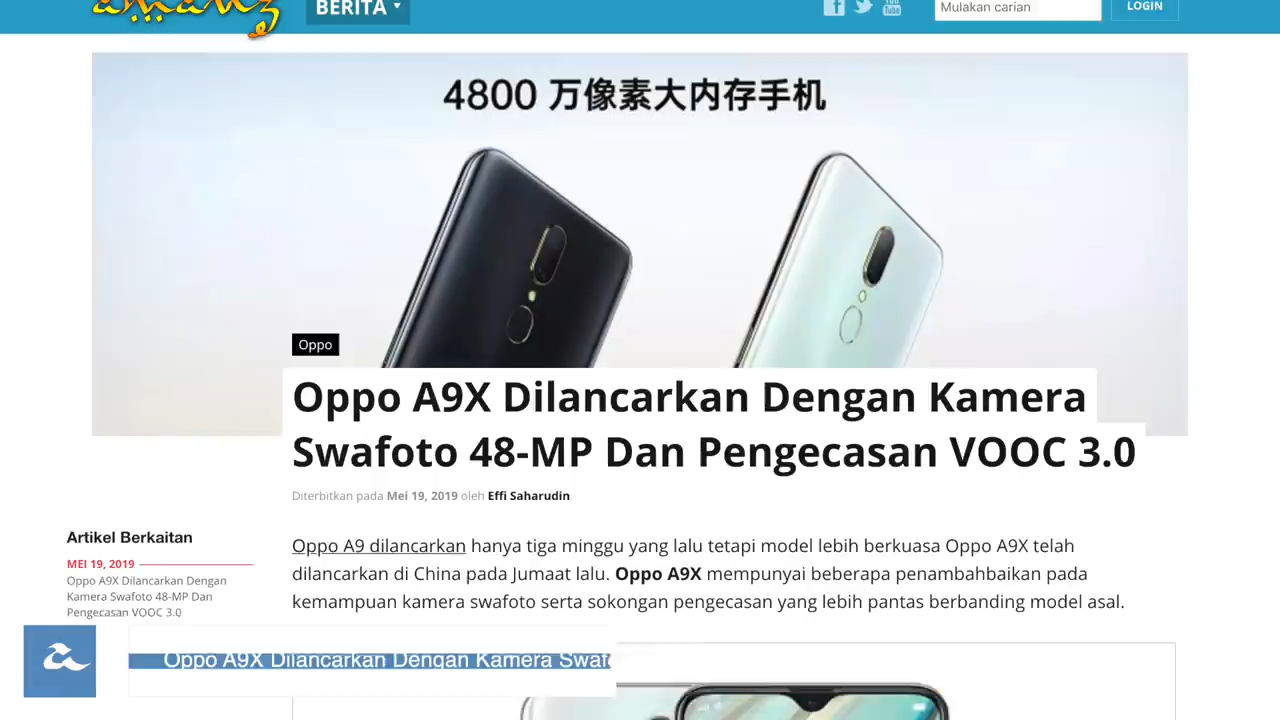 amanz
BERITA
Mulakan carian
LOGIN
4800 万像素大内存手机
Oppo
Oppo A9X Dilancarkan Dengan Kamera
Swafoto 48-MP Dan Pengecasan VOOC 3.0
Diterbitkan pada Mei 19, 2019 oleh Effi Saharudin
Artikel Berkaitan
MEI 19, 2019
Oppo A9X Dilancarkan Dengan
Kamera Swafoto 48-MP Dan
Pengecasan VOOC 3.0
Oppo A9 dilancarkan hanya tiga minggu yang lalu tetapi model lebih berkuasa Oppo A9X telah
dilancarkan di China pada Jumaat lalu. Oppo A9X mempunyai beberapa penambahbaikan pada
kemampuan kamera swafoto serta sokongan pengecasan yang lebih pantas berbanding model asal.
Oppo A9X Dilancarkan Dengan Kamera Swaf